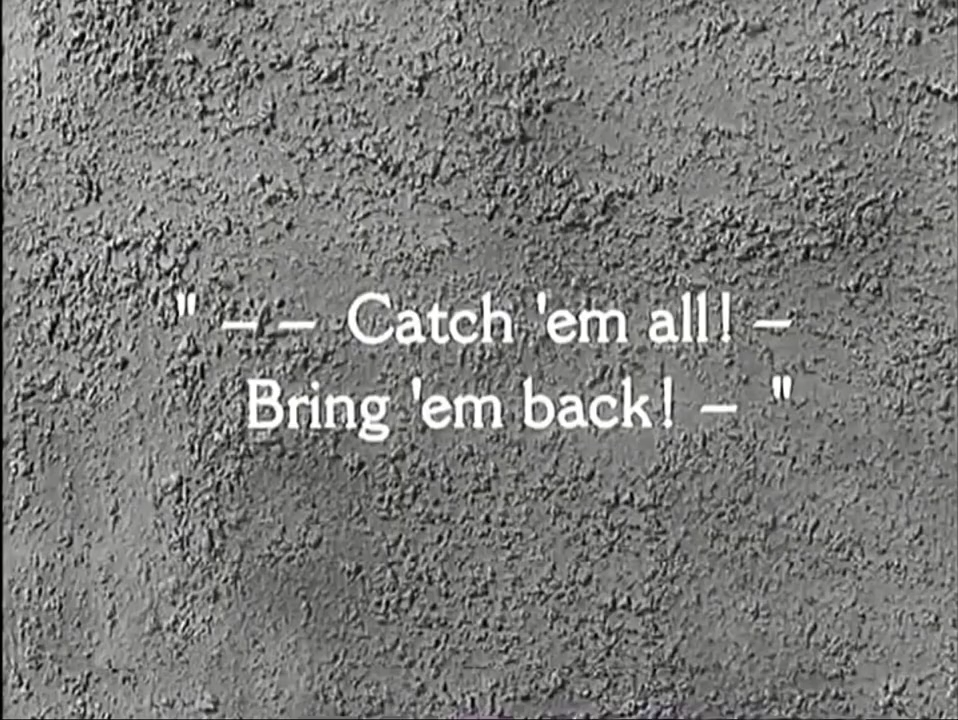 " – – Catch 'em all! –
Bring 'em back! – "